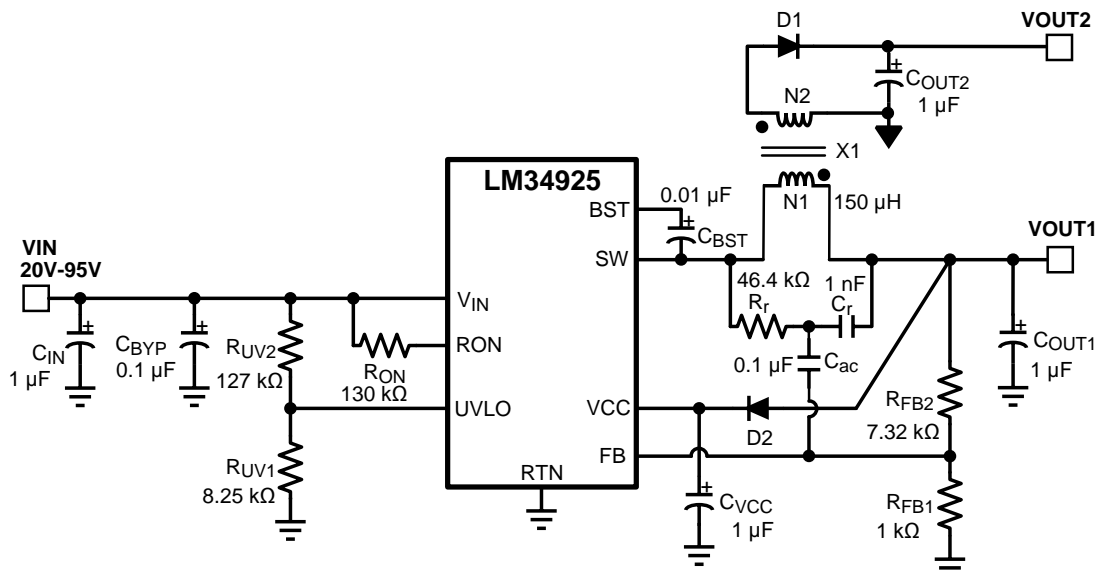 D1
VOUT2
+
COUT2
1 µF
N2
X1
LM34925
0.01 µF
BST
+
CBST
N1
150 µH
VOUT1
VIN
20V-95V
SW
46.4 kΩ
1 nF
Rr
Cr
VIN
+
CIN
1 µF
+
CBYP
0.1 µF
RUV2
127 kΩ
RON
RON
130 kΩ
0.1 µF
Cac
+
COUT1
1 µF
UVLO
VCC
D2
RFB2
7.32 kΩ
FB
RUV1
8.25 kΩ
RTN
+
CVCC
1 µF
RFB1
1 kΩ